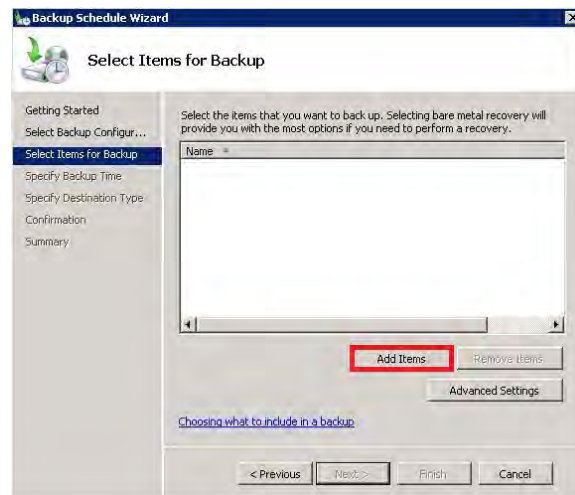 Backup Schedule Wizard
Select Items for Backup
Getting Started
Select Backup Configur...
Select Items for Backup
Specify Backup Time
Specify Destination Type
Confirmation
Summary
Select the items that you want to back up. Selecting bare metal recovery will
provide you with the most options if you need to perform a recovery.
Name
Add Items
Remove Items
Advanced Settings
Choosing what to include in a backup
< Previous
Next >
Finish
Cancel